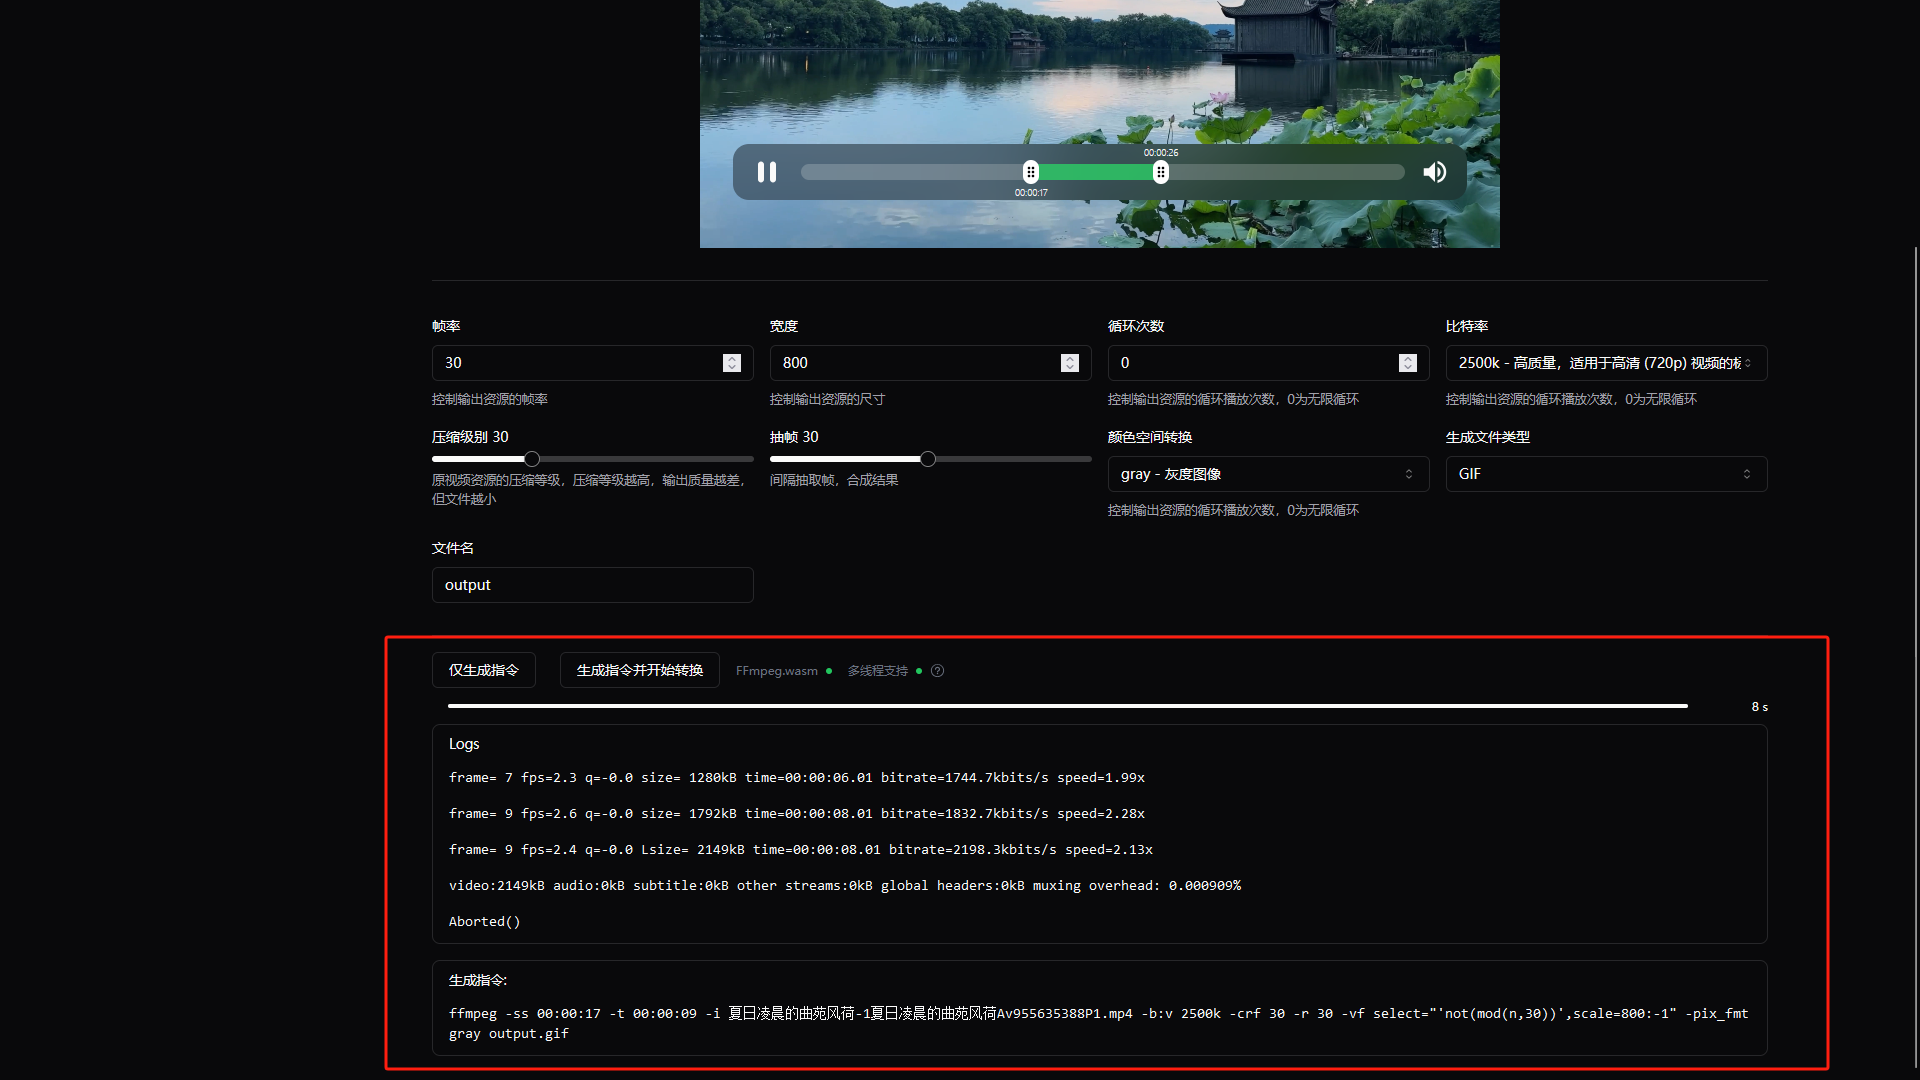 00:00:26
00:00:17
帧率
宽度
循环次数
比特率
30
800
0
2500k - 高质量，适用于高清 (720p) 视频的标
控制输出资源的帧率
控制输出资源的尺寸
控制输出资源的循环播放次数，0为无限循环
控制输出资源的循环播放次数，0为无限循环
压缩级别 30
抽帧 30
颜色空间转换
生成文件类型
gray - 灰度图像
GIF
原视频资源的压缩等级，压缩等级越高，输出质量越差，
但文件越小
间隔抽取帧，合成结果
控制输出资源的循环播放次数，0为无限循环
文件名
output
仅生成指令
生成指令并开始转换
FFmpeg.wasm
多线程支持
?
8 s
Logs
frame= 7 fps=2.3 q=-0.0 size= 1280kB time=00:00:06.01 bitrate=1744.7kbits/s speed=1.99x
frame= 9 fps=2.6 q=-0.0 size= 1792kB time=00:00:08.01 bitrate=1832.7kbits/s speed=2.28x
frame= 9 fps=2.4 q=-0.0 Lsize= 2149kB time=00:00:08.01 bitrate=2198.3kbits/s speed=2.13x
video:2149kB audio:0kB subtitle:0kB other streams:0kB global headers:0kB muxing overhead: 0.000909%
Aborted()
生成指令:
ffmpeg -ss 00:00:17 -t 00:00:09 -i 夏日凌晨的曲苑风荷-1夏日凌晨的曲苑风荷Av955635388P1.mp4 -b:v 2500k -crf 30 -r 30 -vf select="'not(mod(n,30))',scale=800:-1" -pix_fmt
gray output.gif